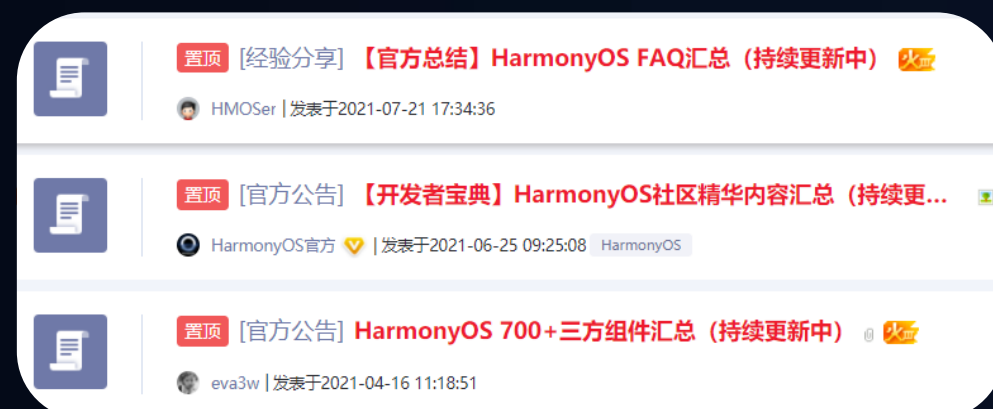 置顶 [经验分享] 【官方总结】HarmonyOS FAQ汇总（持续更新中） 火
HMOSer | 发表于2021-07-21 17:34:36
置顶 [官方公告] 【开发者宝典】HarmonyOS社区精华内容汇总（持续更...
HarmonyOS官方 | 发表于2021-06-25 09:25:08 HarmonyOS
置顶 [官方公告] HarmonyOS 700+三方组件汇总（持续更新中） 火
eva3w | 发表于2021-04-16 11:18:51